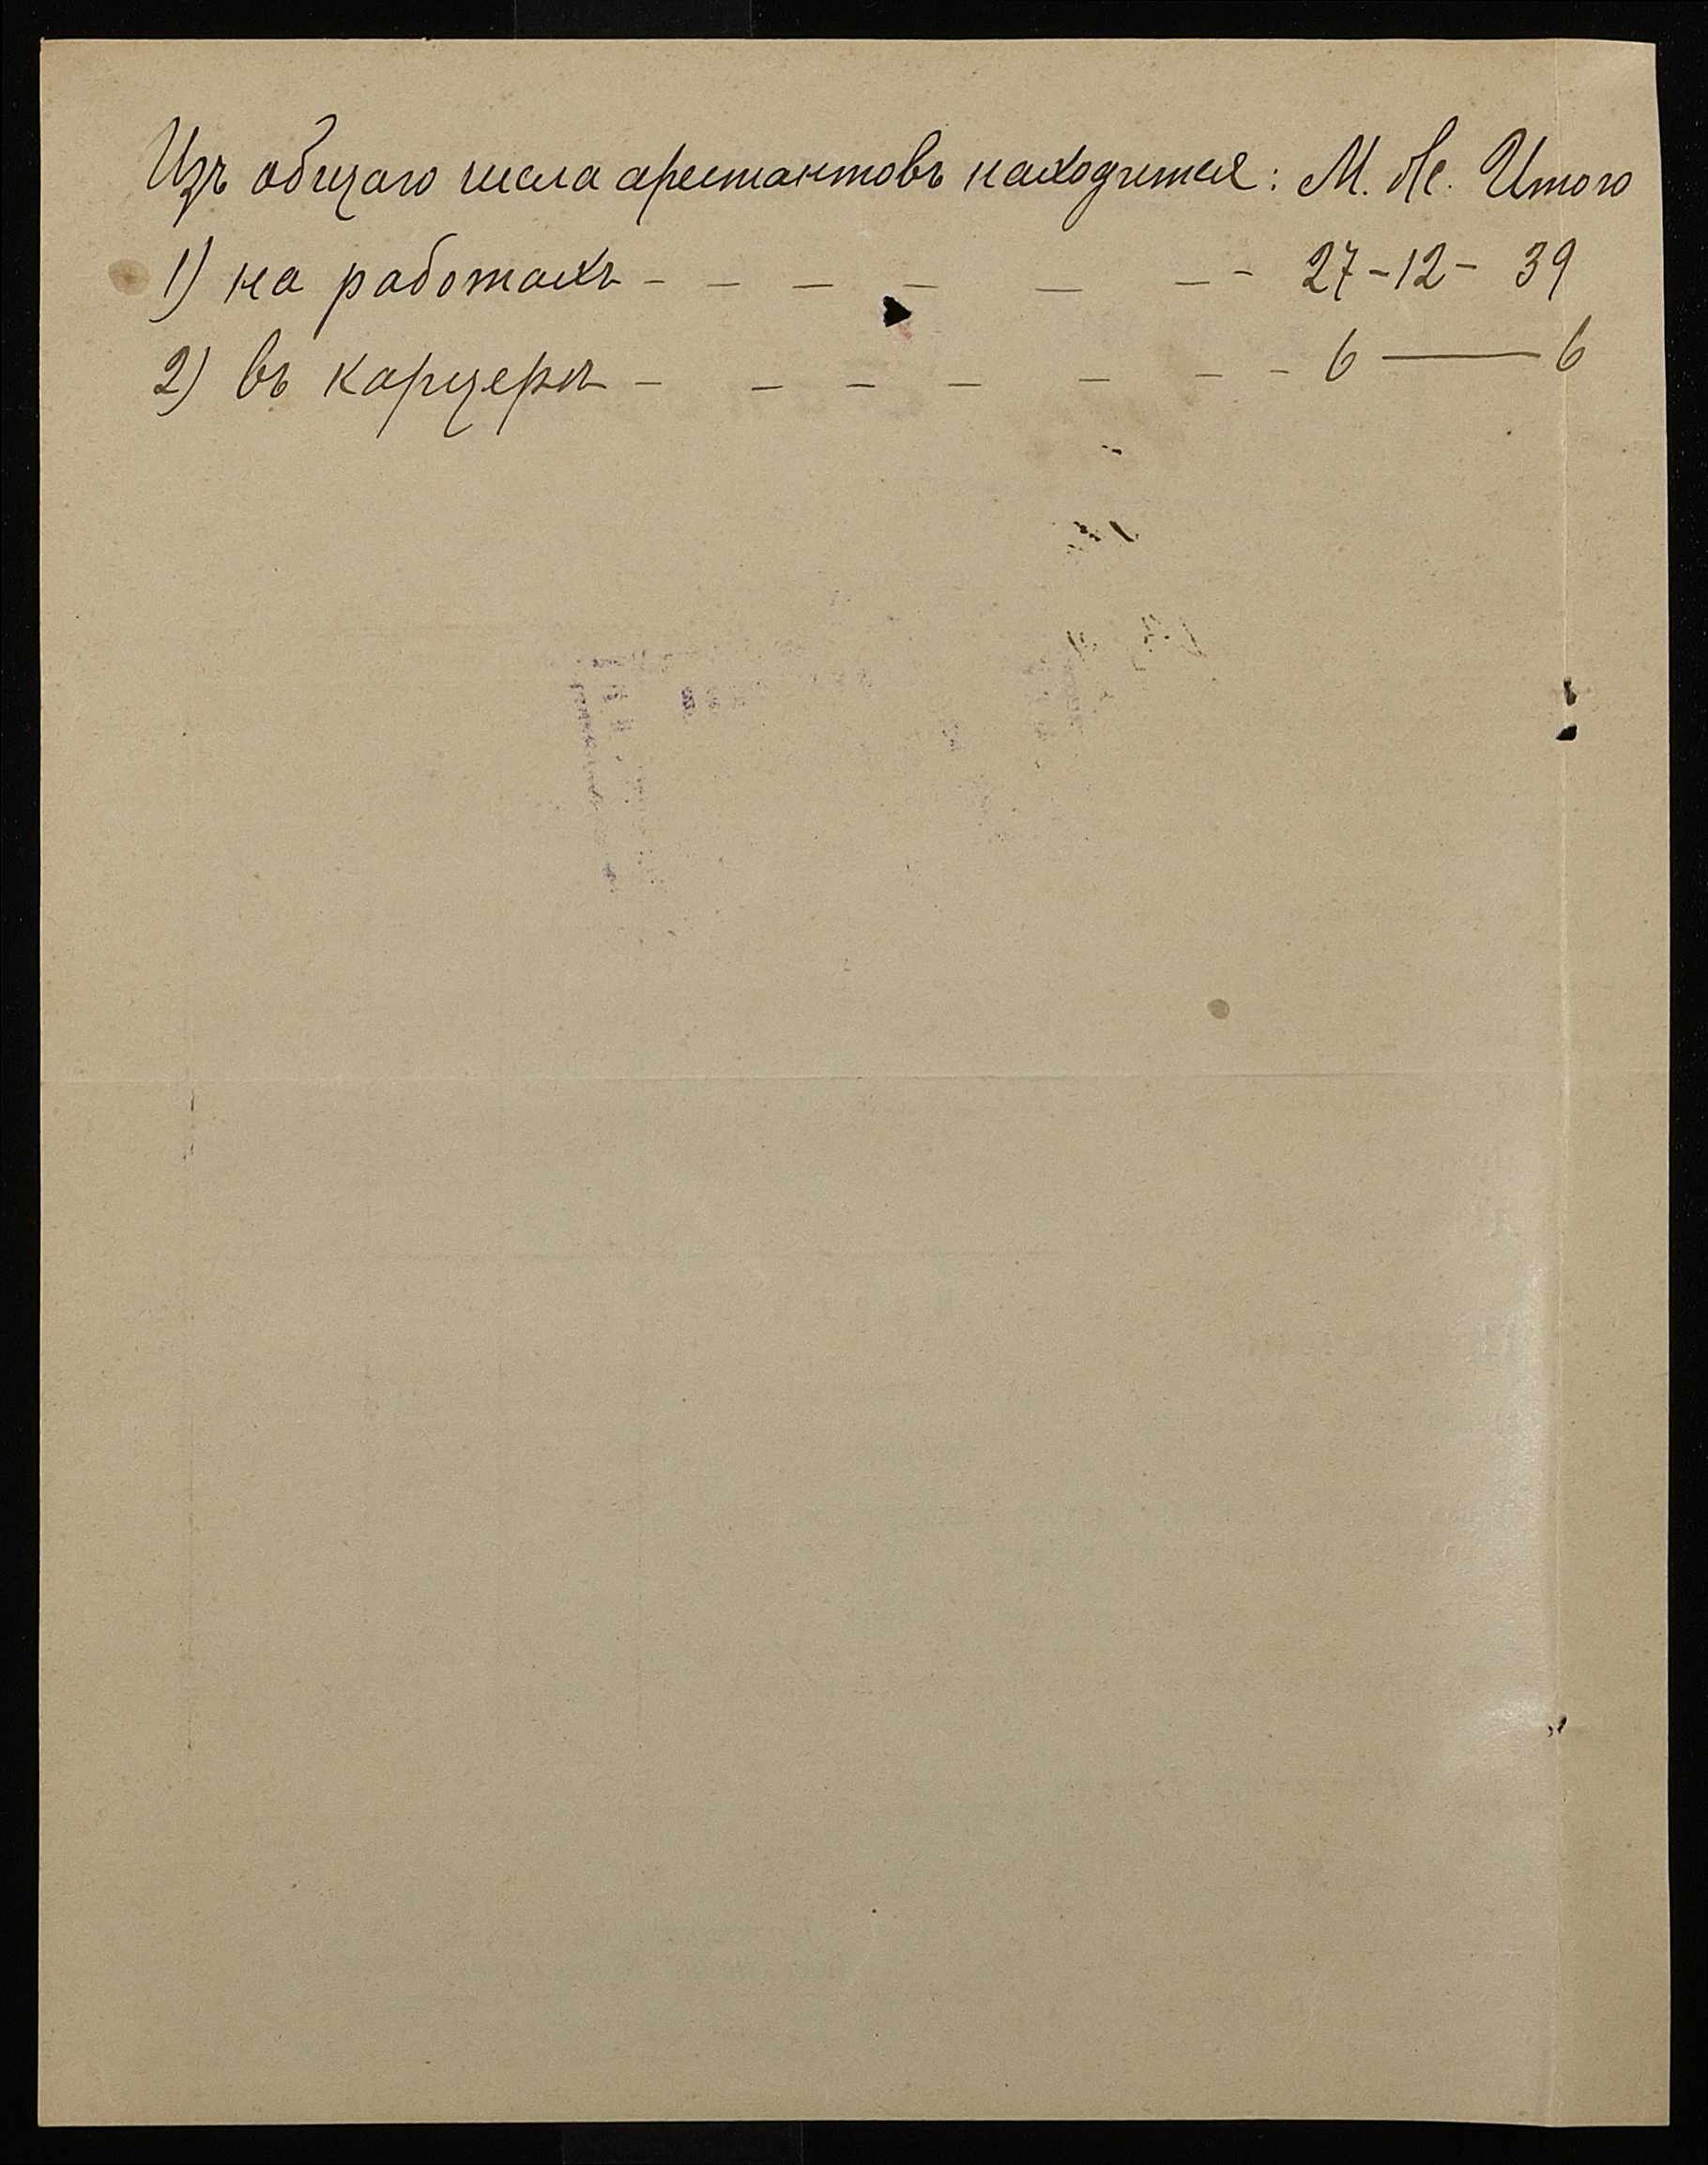 Изъ общаго числа арестантовъ находится: М. Ж. Итого
1) на работахъ - - - - - - - 27 - 12 - 39
2) въ карцерѣ - - - - - - - 6 — 6